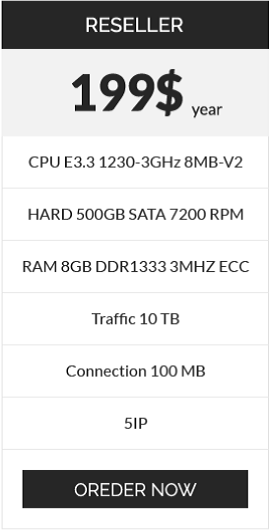 RESELLER
199$ year
CPU E3.3 1230-3GHz 8MB-V2
HARD 500GB SATA 7200 RPM
RAM 8GB DDR1333 3MHZ ECC
Traffic 10 TB
Connection 100 MB
5IP
OREDER NOW